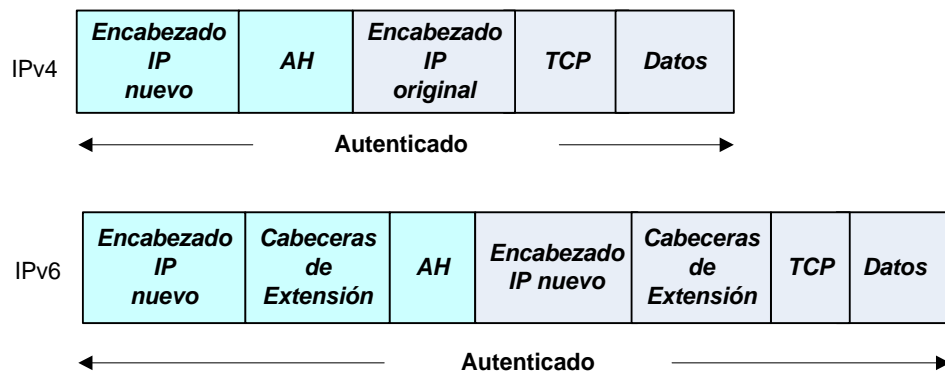 IPv4
Encabezado
IP
nuevo
AH
Encabezado
IP
original
TCP
Datos
Autenticado
IPv6
Encabezado
IP
nuevo
Cabeceras
de
Extensión
AH
Encabezado
IP nuevo
Cabeceras
de
Extensión
TCP
Datos
Autenticado